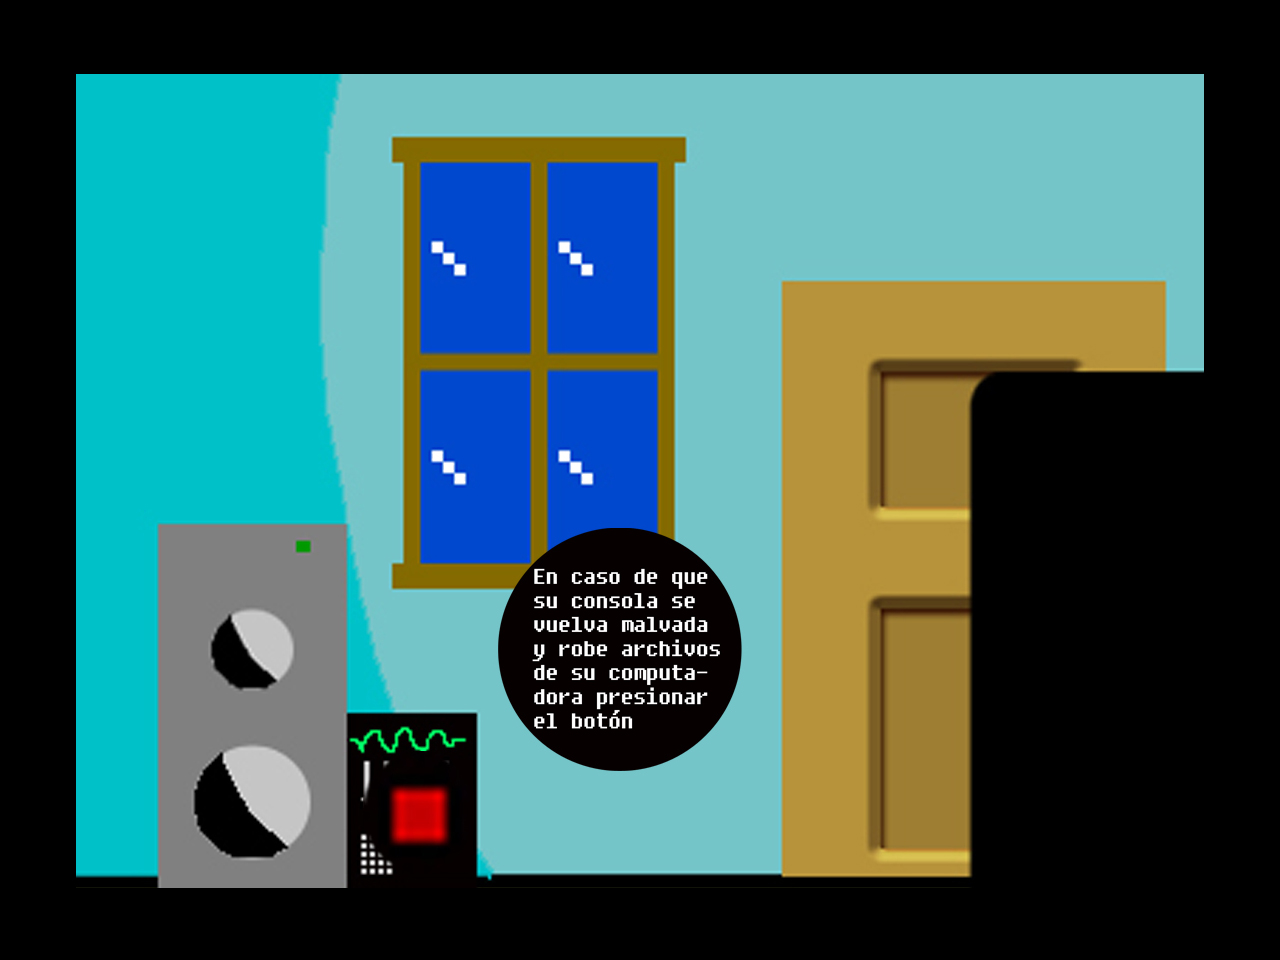 En caso de que
su consola se
vuelva malvada
y robe archivos
de su computa-
dora presionar
el botón